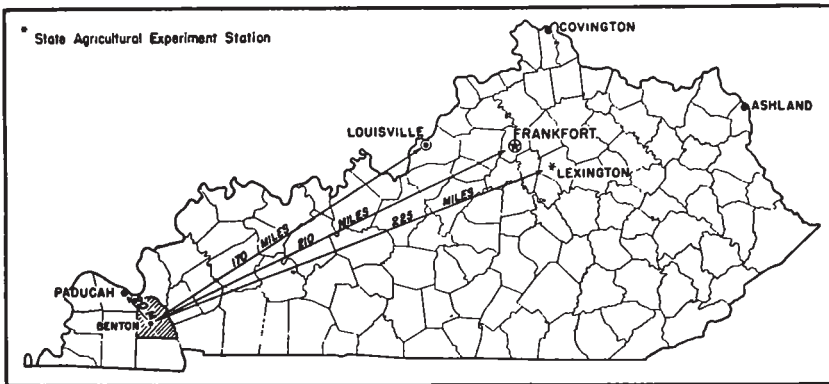 * State Agricultural Experiment Station
COVINGTON
ASHLAND
LOUISVILLE
FRANKFORT
* LEXINGTON
170 MILES
210 MILES
225 MILES
PADUCAH
BENTON